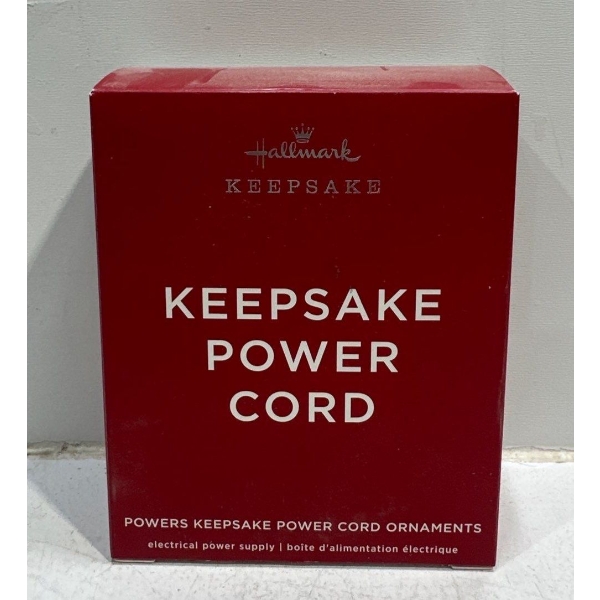 Hallmark
KEEPSAKE
KEEPSAKE
POWER
CORD
POWERS KEEPSAKE POWER CORD ORNAMENTS
electrical power supply | boîte d'alimentation électrique